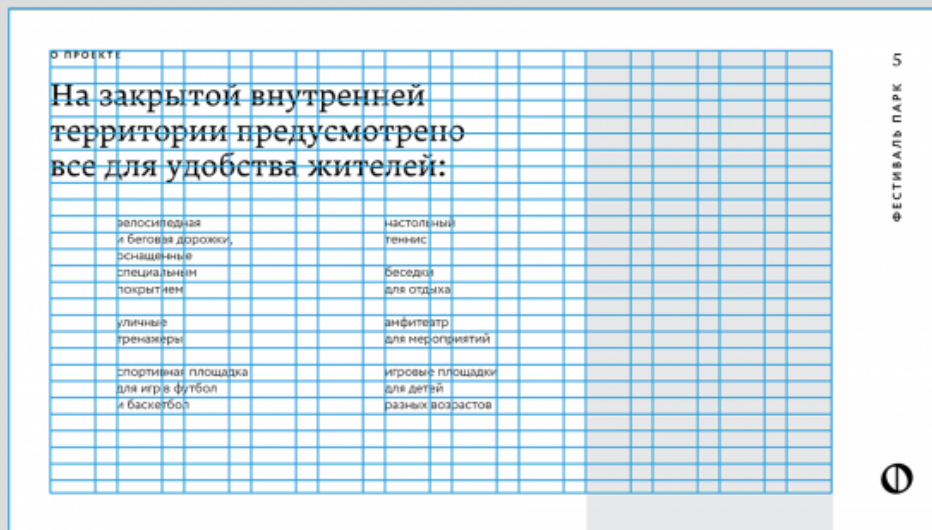 О ПРОЕКТЕ
5
На закрытой внутренней
территории предусмотрено
все для удобства жителей:
ФЕСТИВАЛЬ ПАРК
велосипедная
и беговая дорожки,
оснащенные
специальным
покрытием
уличные
тренажеры
спортивная площадка
для игр в футбол
и баскетбол
настольный
теннис
беседки
для отдыха
амфитеатр
для мероприятий
игровые площадки
для детей
разных возрастов